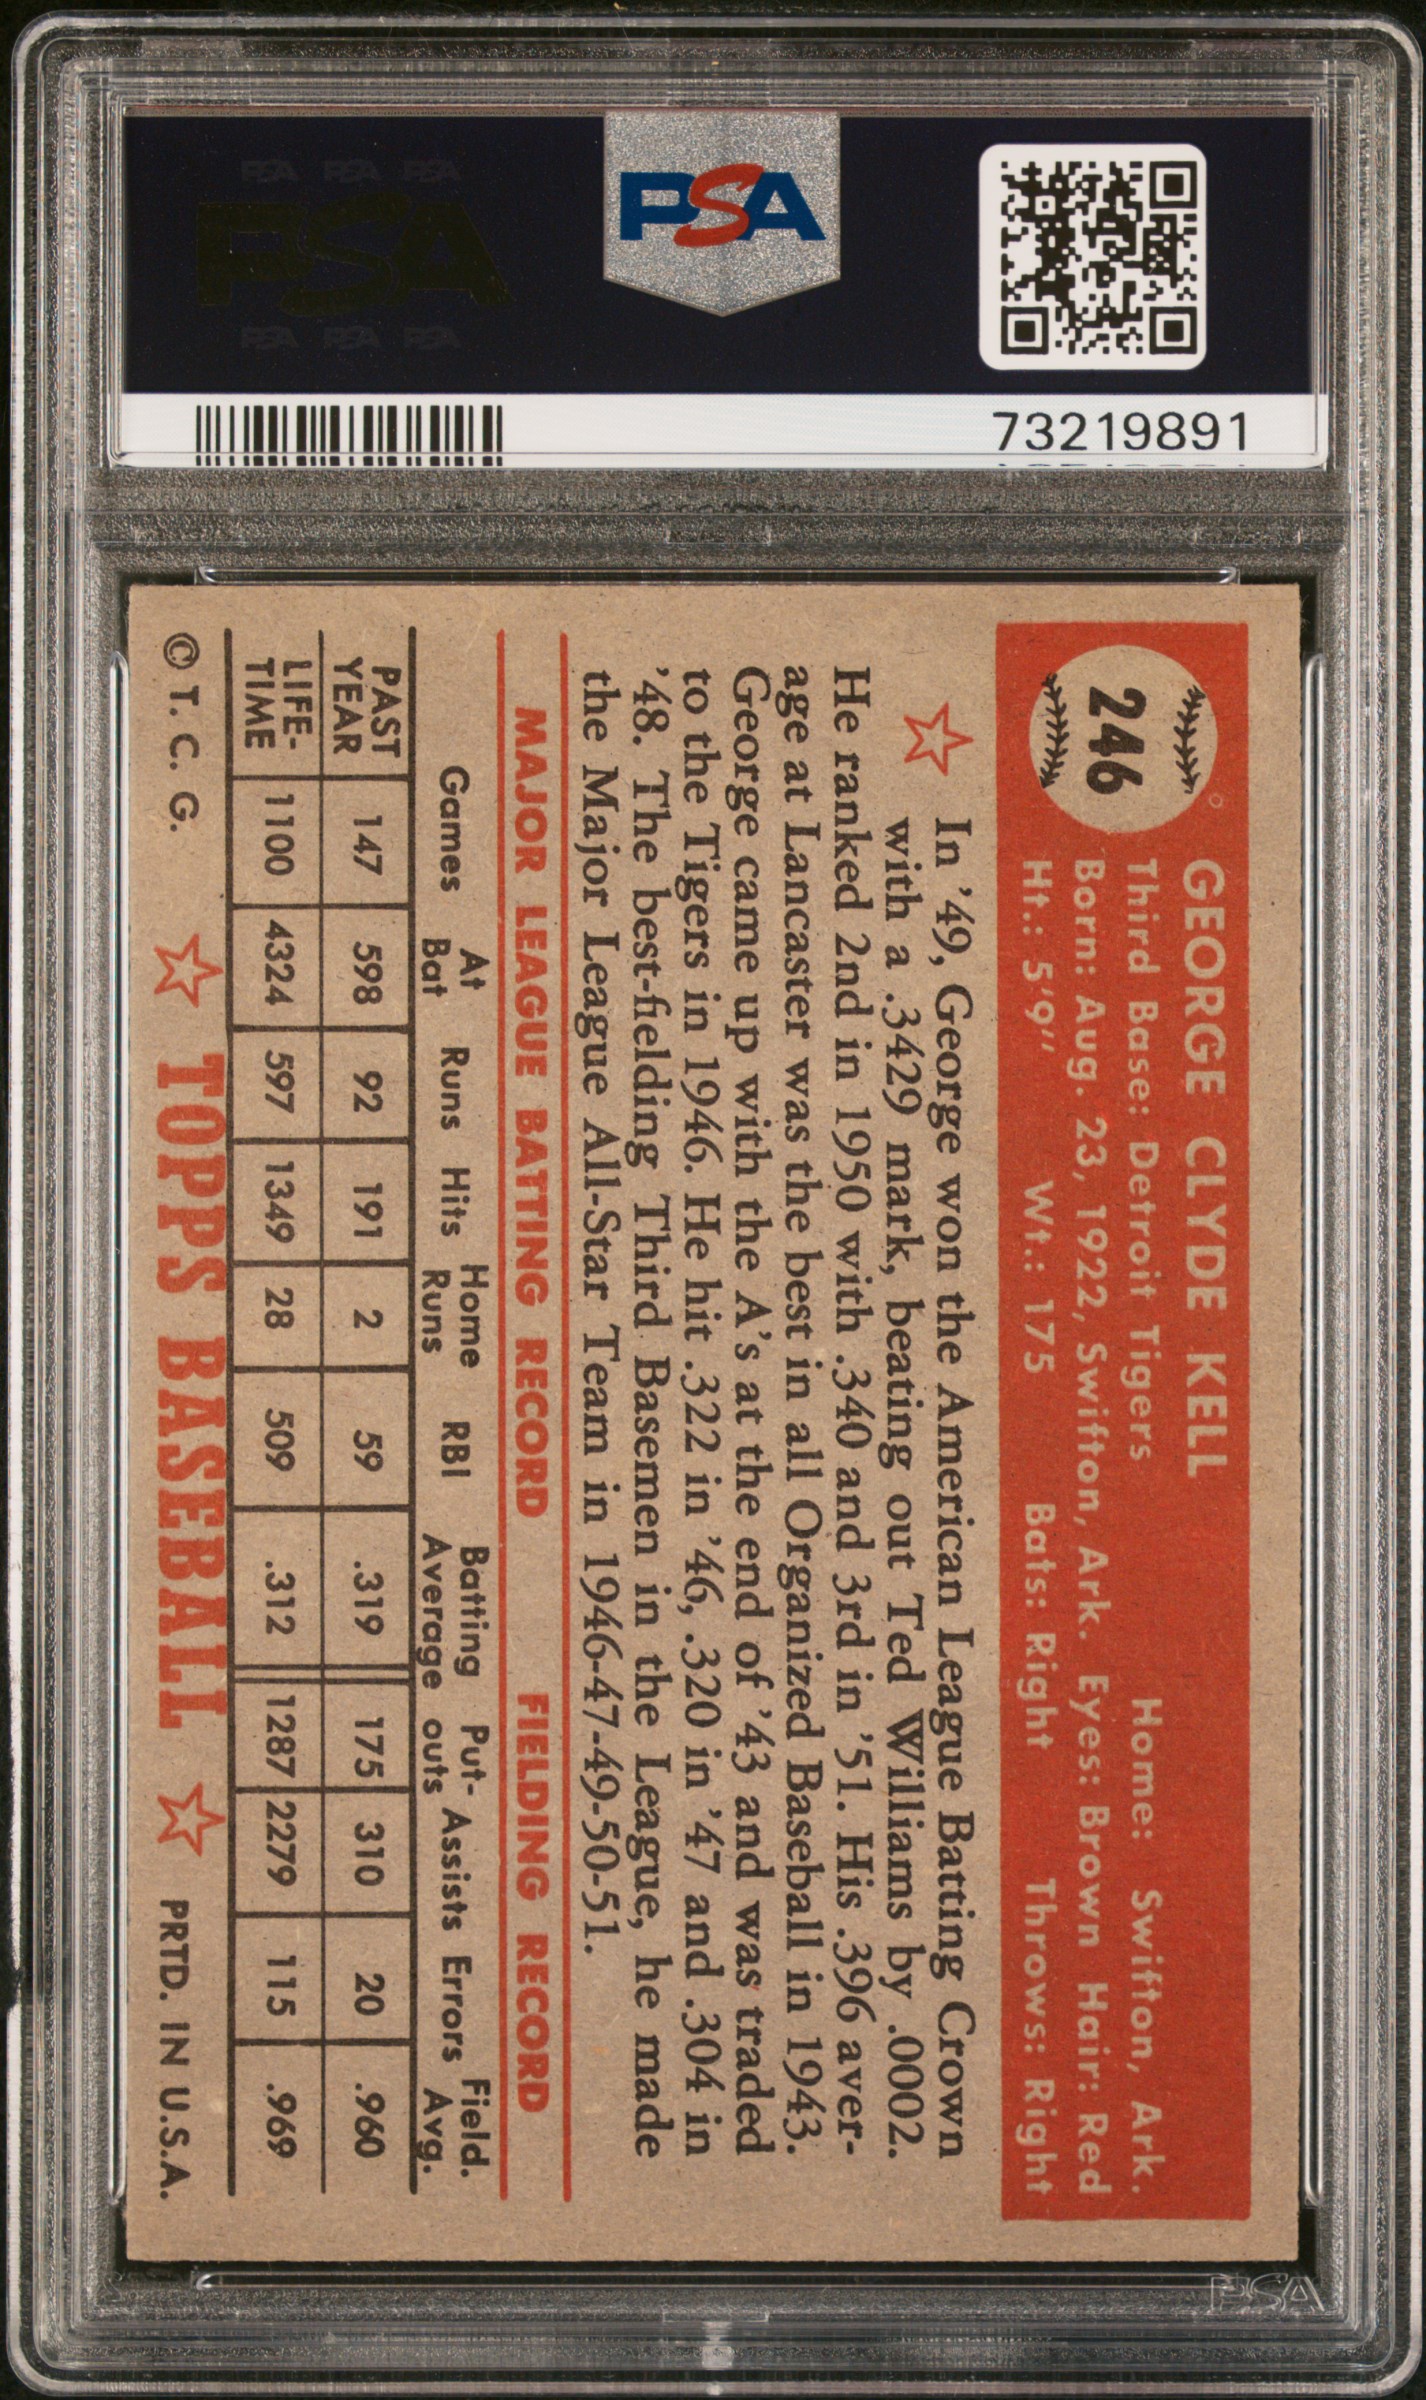 PSA PSA PSA
PSA
PSA PSA PSA
PSA
73219891
246
GEORGE CLYDE KELL
Third Base: Detroit Tigers Home: Swifton, Ark.
Born: Aug. 23, 1922, Swifton, Ark. Eyes: Brown Hair: Red
Ht.: 5'9" Wt.: 175 Bats: Right Throws: Right
In '49, George won the American League Batting Crown
with a .3429 mark, beating out Ted Williams by .0002.
He ranked 2nd in 1950 with .340 and 3rd in '51. His .396 aver-
age at Lancaster was the best in all Organized Baseball in 1943.
George came up with the A's at the end of '43 and was traded
to the Tigers in 1946. He hit .322 in '46, .320 in '47 and .304 in
'48. The best-fielding Third Basemen in the League, he made
the Major League All-Star Team in 1946-47-49-50-51.
MAJOR LEAGUE BATTING RECORD FIELDING RECORD
Games At Bat Runs Hits Home Runs RBI Batting Average Put-outs Assists Errors Field. Avg.
PAST YEAR 147 598 92 191 2 59 .319 175 310 20 .960
LIFE-TIME 1100 4324 597 1349 28 509 .312 1287 2279 115 .969
© T. C. G. TOPPS BASEBALL PRTD. IN U.S.A.
PSA